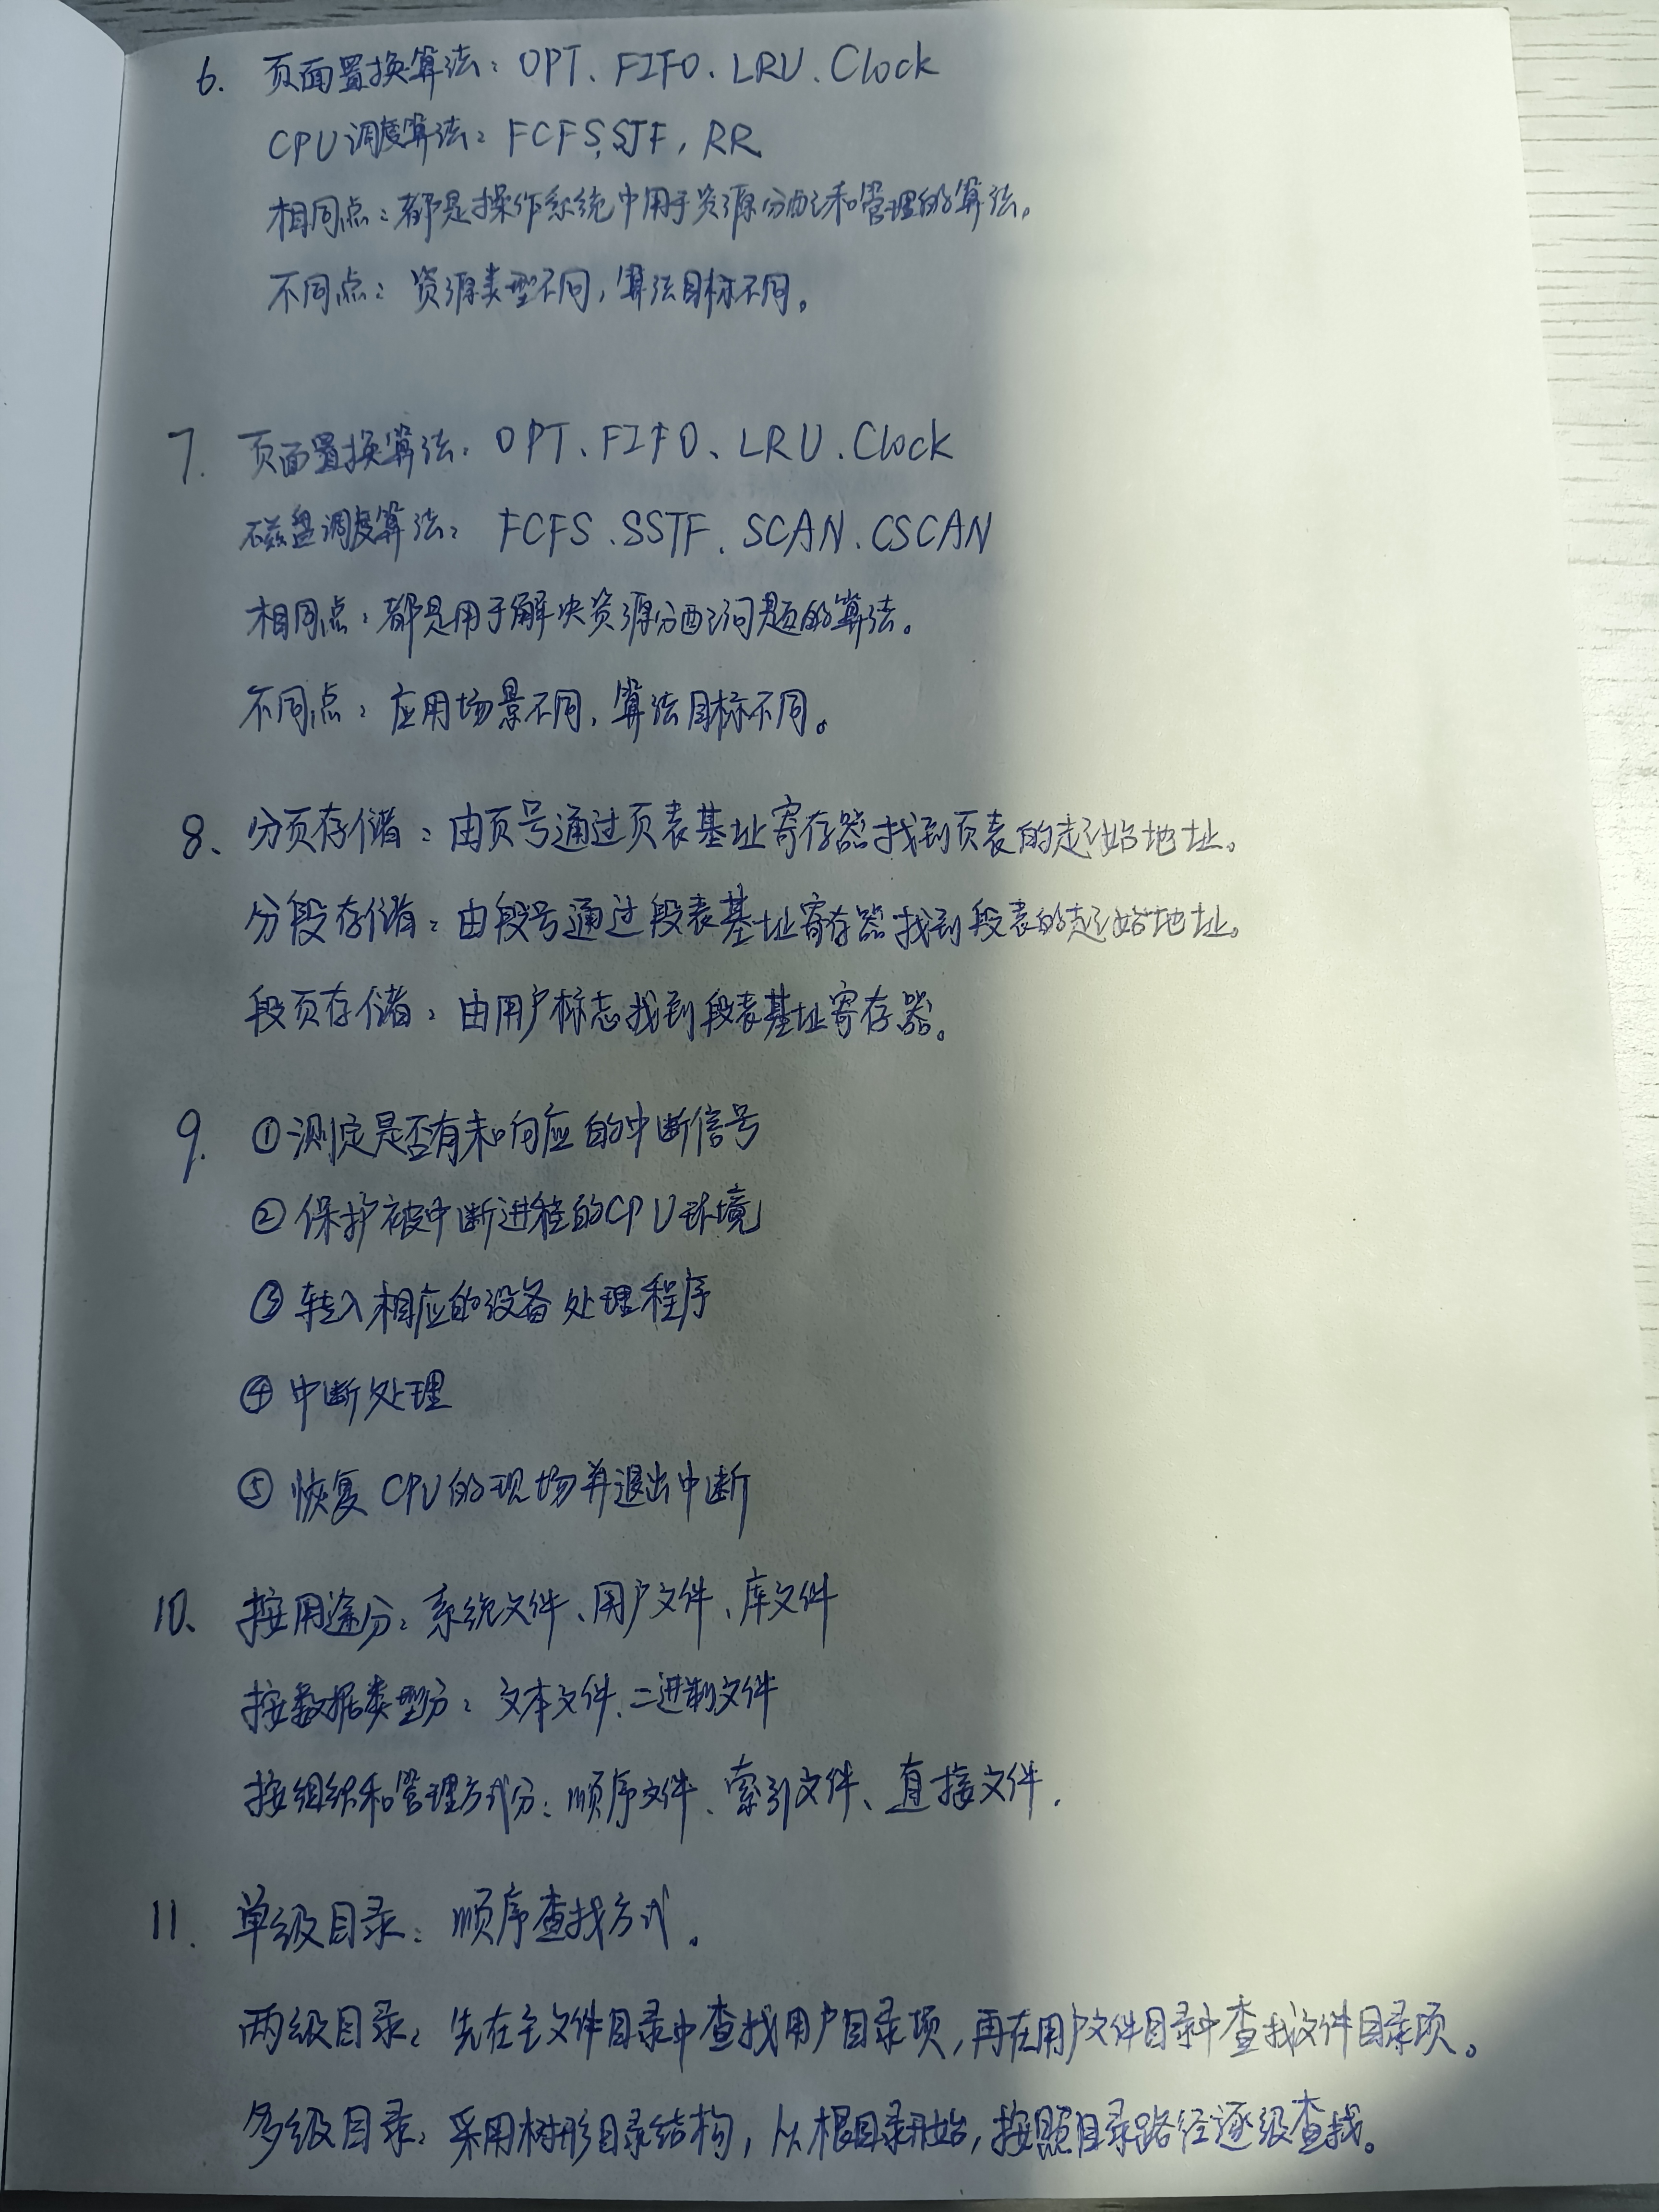 6. 页面置换算法：OPT、FIFO、LRU、Clock
CPU调度算法：FCFS、SJF，RR
相同点：都是操作系统中用于资源分配和管理的算法。
不同点：资源类型不同，算法目标不同。
7. 页面置换算法：OPT、FIFO、LRU、Clock
磁盘调度算法：FCFS、SSTF、SCAN、CSCAN
相同点：都是用于解决资源分配问题的算法。
不同点：应用场景不同，算法目标不同。
8、分页存储：由页号通过页表基址寄存器找到页表的起始地址。
分段存储：由段号通过段表基址寄存器找到段表的起始地址。
段页存储：由用户标志找到段表基址寄存器。
9. ①测定是否有未响应的中断信号
②保护被中断进程的CPU环境
③转入相应的设备处理程序
④中断处理
⑤恢复CPU的现场并退出中断
10、按用途分：系统文件、用户文件、库文件
按数据类型分：文本文件、二进制文件
按组织和管理方式分：顺序文件、索引文件、直接文件.
11. 单级目录：顺序查找方式。
两级目录：先在主文件目录中查找用户目录项，再在用户文件目录中查找文件目录项。
多级目录：采用树形目录结构，从根目录开始，按照目录路径逐级查找。